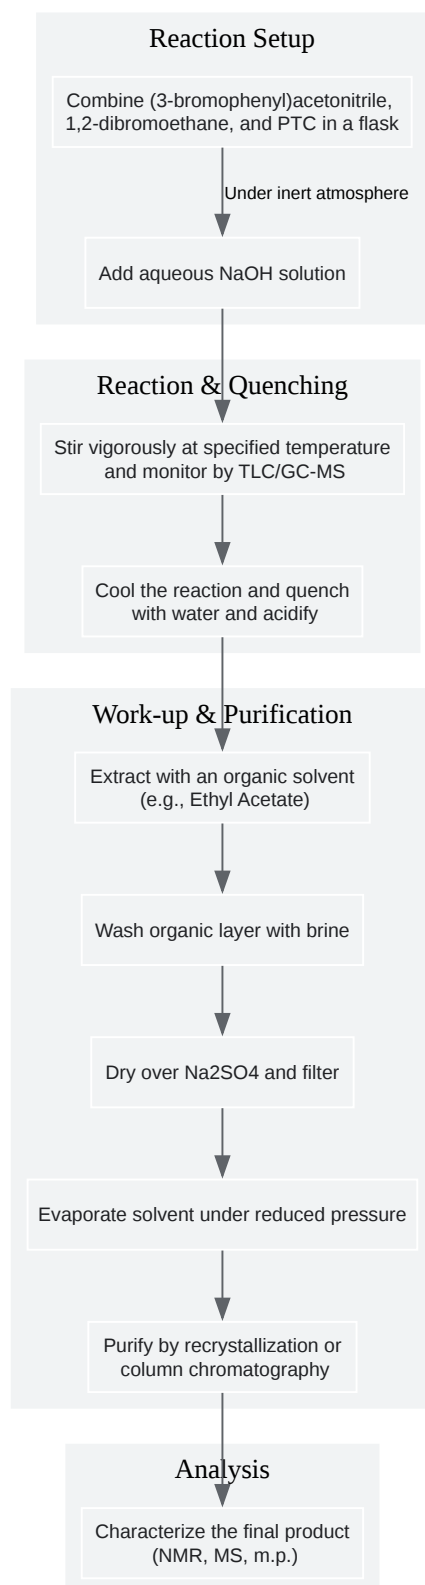 Reaction Setup
Combine (3-bromophenyl)acetonitrile,
1,2-dibromoethane, and PTC in a flask
Under inert atmosphere
Add aqueous NaOH solution
Reaction & Quenching
Stir vigorously at specified temperature
and monitor by TLC/GC-MS
Cool the reaction and quench
with water and acidify
Work-up & Purification
Extract with an organic solvent
(e.g., Ethyl Acetate)
Wash organic layer with brine
Dry over Na2SO4 and filter
Evaporate solvent under reduced pressure
Purify by recrystallization or
column chromatography
Analysis
Characterize the final product
(NMR, MS, m.p.)